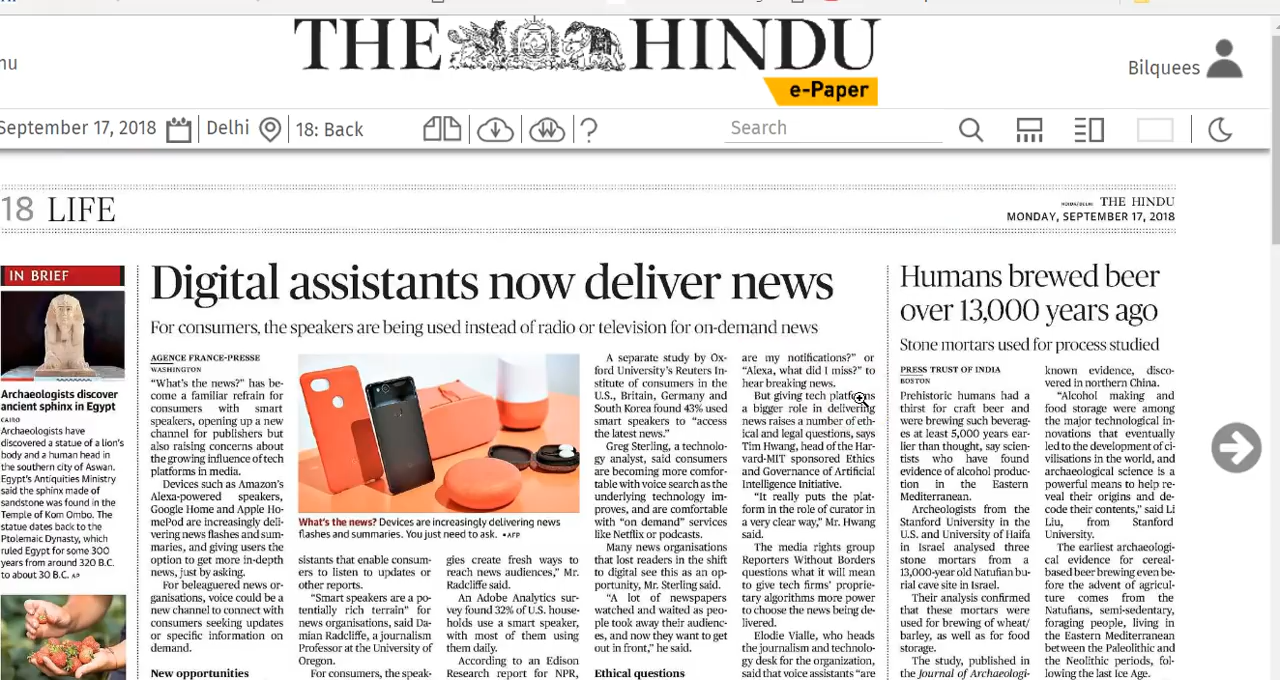 THE HINDU
e-Paper
nu
Bilquees
September 17, 2018
Delhi
18: Back
?
Search
18 LIFE
THE HINDU
MONDAY, SEPTEMBER 17, 2018
IN BRIEF
Archaeologists discover
ancient sphinx in Egypt
CAIRO
Archaeologists have
discovered a statue of a lion's
body and a human head in
the southern city of Aswan.
Egypt's Antiquities Ministry
said the sphinx made of
sandstone was found in the
Temple of Kom Ombo. The
statue dates back to the
Ptolemaic Dynasty, which
ruled Egypt for some 300
years from around 320 B.C.
to about 30 B.C. AP
Digital assistants now deliver news
For consumers, the speakers are being used instead of radio or television for on-demand news
AGENCE FRANCE-PRESSE
WASHINGTON
“What's the news?” has be-
come a familiar refrain for
consumers with smart
speakers, opening up a new
channel for publishers but
also raising concerns about
the growing influence of tech
platforms in media.
Devices such as Amazon's
Alexa-powered speakers,
Google Home and Apple Ho-
mePod are increasingly deli-
vering news flashes and sum-
maries, and giving users the
option to get more in-depth
news, just by asking.
For beleaguered news or-
ganisations, voice could be a
new channel to connect with
consumers seeking updates
or specific information on
demand.
New opportunities
What's the news? Devices are increasingly delivering news
flashes and summaries. You just need to ask. •AFP
sistants that enable consum-
ers to listen to updates or
other reports.
“Smart speakers are a po-
tentially rich terrain” for
news organisations, said Da-
mian Radcliffe, a journalism
Professor at the University of
Oregon.
For consumers, the speak-
gies create fresh ways to
reach news audiences,” Mr.
Radcliffe said.
An Adobe Analytics sur-
vey found 32% of U.S. house-
holds use a smart speaker,
with most of them using
them daily.
According to an Edison
Research report for NPR,
A separate study by Ox-
ford University's Reuters In-
stitute of consumers in the
U.S., Britain, Germany and
South Korea found 43% used
smart speakers to “access
the latest news.”
Greg Sterling, a technolo-
gy analyst, said consumers
are becoming more comfor-
table with voice search as the
underlying technology im-
proves, and are comfortable
with “on demand” services
like Netflix or podcasts.
Many news organisations
that lost readers in the shift
to digital see this as an op-
portunity, Mr. Sterling said.
“A lot of newspapers
watched and waited as peo-
ple took away their audienc-
es, and now they want to get
out in front,” he said.
Ethical questions
are my notifications?” or
“Alexa, what did I miss?” to
hear breaking news.
But giving tech platforms
a bigger role in delivering
news raises a number of eth-
ical and legal questions, says
Tim Hwang, head of the Har-
vard-MIT sponsored Ethics
and Governance of Artificial
Intelligence Initiative.
“It really puts the plat-
form in the role of curator in
a very clear way,” Mr. Hwang
said.
The media rights group
Reporters Without Borders
questions what it will mean
to give tech firms' proprie-
tary algorithms more power
to choose the news being de-
livered.
Elodie Vialle, who heads
the journalism and technolo-
gy desk for the organization,
said that voice assistants “are
Humans brewed beer
over 13,000 years ago
Stone mortars used for process studied
PRESS TRUST OF INDIA
BOSTON
Prehistoric humans had a
thirst for craft beer and
were brewing such beverag-
es at least 5,000 years ear-
lier than thought, say scien-
tists who have found
evidence of alcohol produc-
tion in the Eastern
Mediterranean.
Archeologists from the
Stanford University in the
U.S. and University of Haifa
in Israel analysed three
stone mortars from a
13,000-year old Natufian bu-
rial cave site in Israel.
Their analysis confirmed
that these mortars were
used for brewing of wheat/
barley, as well as for food
storage.
The study, published in
the Journal of Archaeologi-
known evidence, disco-
vered in northern China.
“Alcohol making and
food storage were among
the major technological in-
novations that eventually
led to the development of ci-
vilisations in the world, and
archaeological science is a
powerful means to help re-
veal their origins and de-
code their contents,” said Li
Liu, from Stanford
University.
The earliest archaeologi-
cal evidence for cereal-
based beer brewing even be-
fore the advent of agricul-
ture comes from the
Natufians, semi-sedentary,
foraging people, living in
the Eastern Mediterranean
between the Paleolithic and
the Neolithic periods, fol-
lowing the last Ice Age.